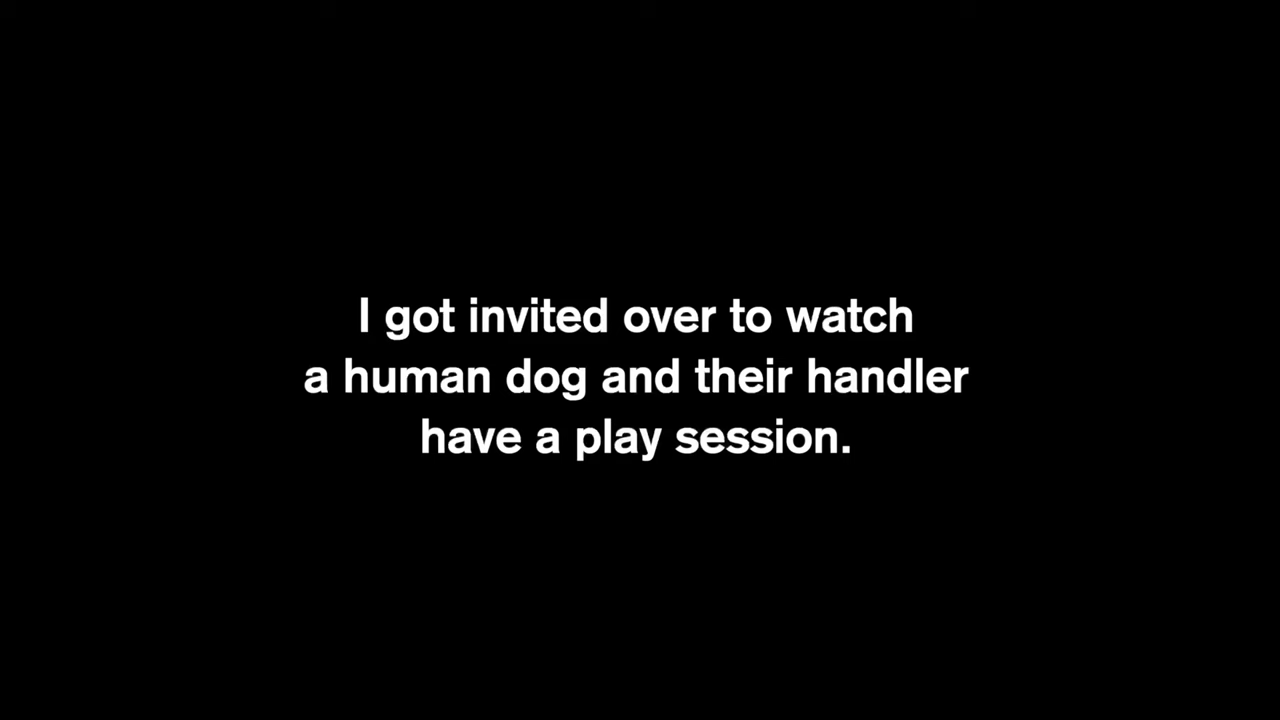 I got invited over to watch
a human dog and their handler
have a play session.